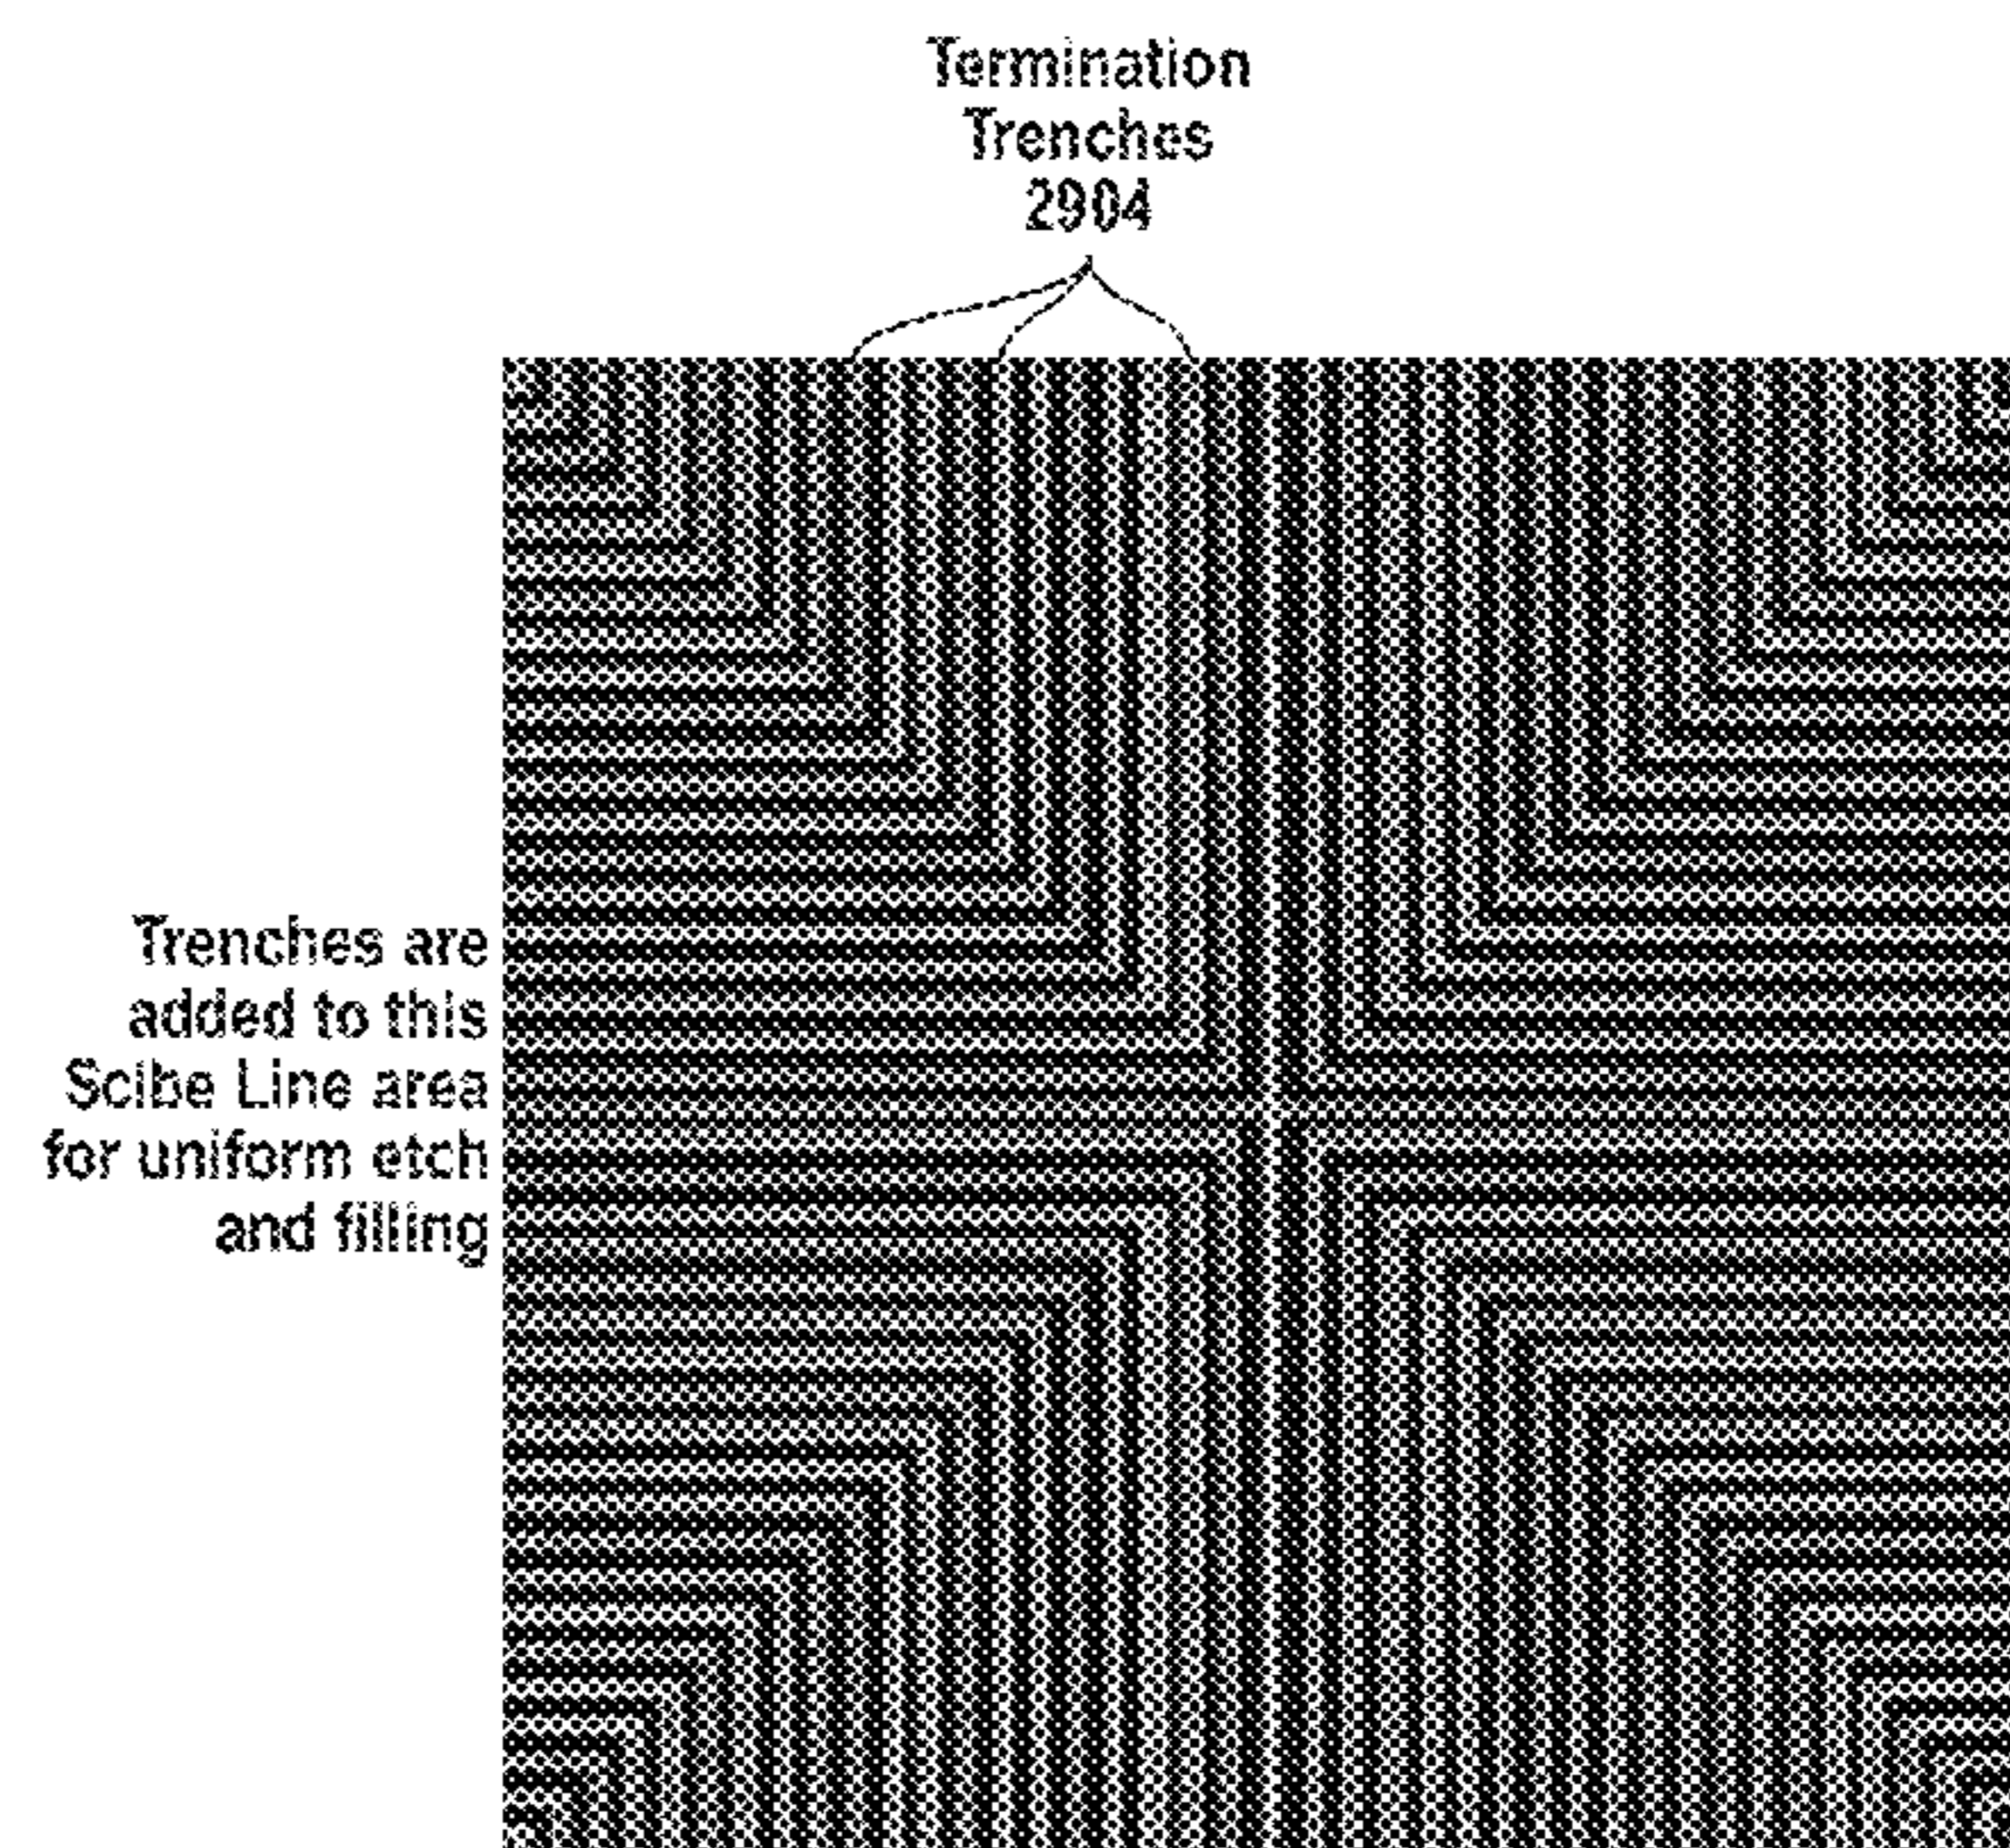 Termination
Trenches
2904
Trenches are
added to this
Scibe Line area
for uniform etch
and filling